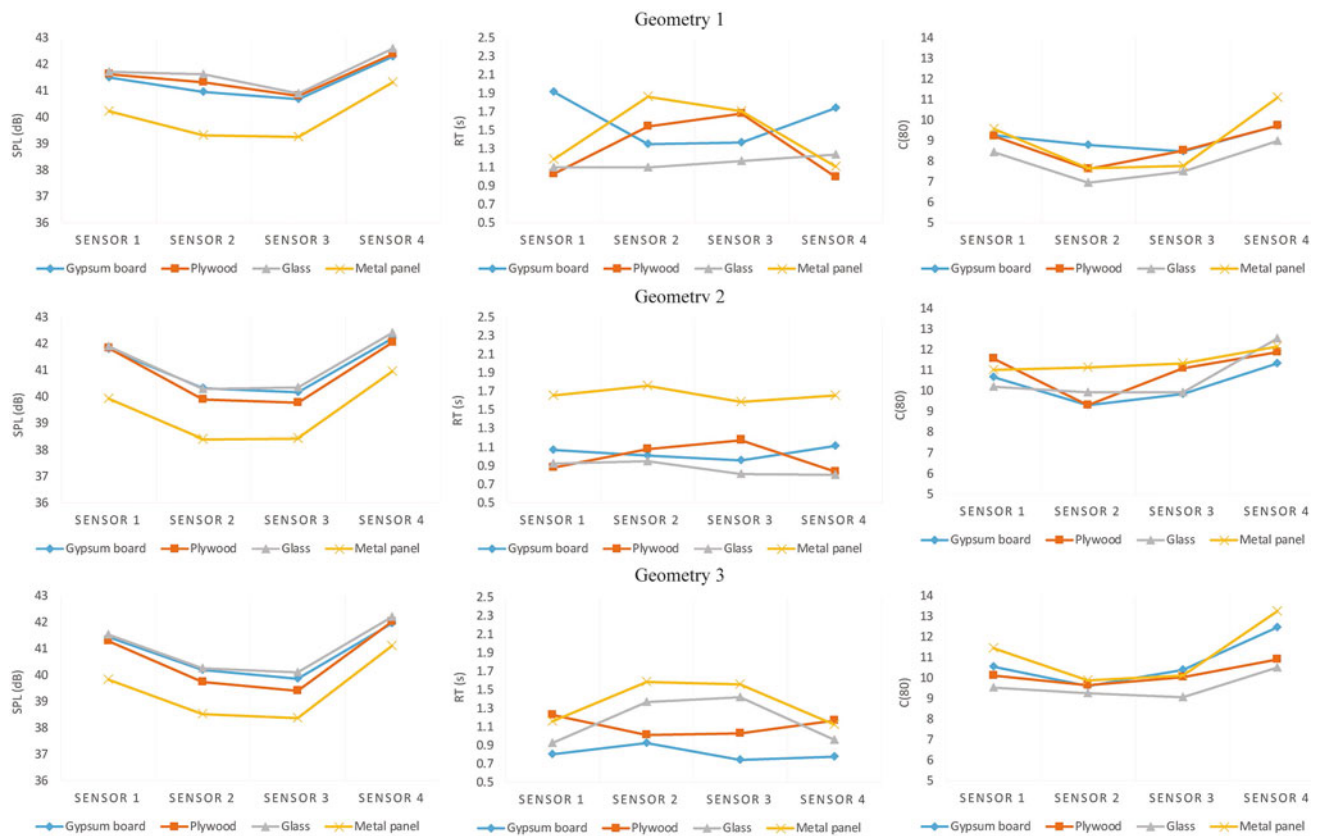 Geometry 1
SPL (dB)
43
42
41
40
39
38
37
36
SENSOR 1 SENSOR 2 SENSOR 3 SENSOR 4
Gypsum board Plywood Glass Metal panel
RT (s)
2.5
2.3
2.1
1.9
1.7
1.5
1.3
1.1
0.9
0.7
0.5
SENSOR 1 SENSOR 2 SENSOR 3 SENSOR 4
Gypsum board Plywood Glass Metal panel
C(80)
14
13
12
11
10
9
8
7
6
5
SENSOR 1 SENSOR 2 SENSOR 3 SENSOR 4
Gypsum board Plywood Glass Metal panel
Geometry 2
SPL (dB)
43
42
41
40
39
38
37
36
SENSOR 1 SENSOR 2 SENSOR 3 SENSOR 4
Gypsum board Plywood Glass Metal panel
RT (s)
2.5
2.3
2.1
1.9
1.7
1.5
1.3
1.1
0.9
0.7
0.5
SENSOR 1 SENSOR 2 SENSOR 3 SENSOR 4
Gypsum board Plywood Glass Metal panel
C(80)
14
13
12
11
10
9
8
7
6
5
SENSOR 1 SENSOR 2 SENSOR 3 SENSOR 4
Gypsum board Plywood Glass Metal panel
Geometry 3
SPL (dB)
43
42
41
40
39
38
37
36
SENSOR 1 SENSOR 2 SENSOR 3 SENSOR 4
Gypsum board Plywood Glass Metal panel
RT (s)
2.5
2.3
2.1
1.9
1.7
1.5
1.3
1.1
0.9
0.7
0.5
SENSOR 1 SENSOR 2 SENSOR 3 SENSOR 4
Gypsum board Plywood Glass Metal panel
C(80)
14
13
12
11
10
9
8
7
6
5
SENSOR 1 SENSOR 2 SENSOR 3 SENSOR 4
Gypsum board Plywood Glass Metal panel